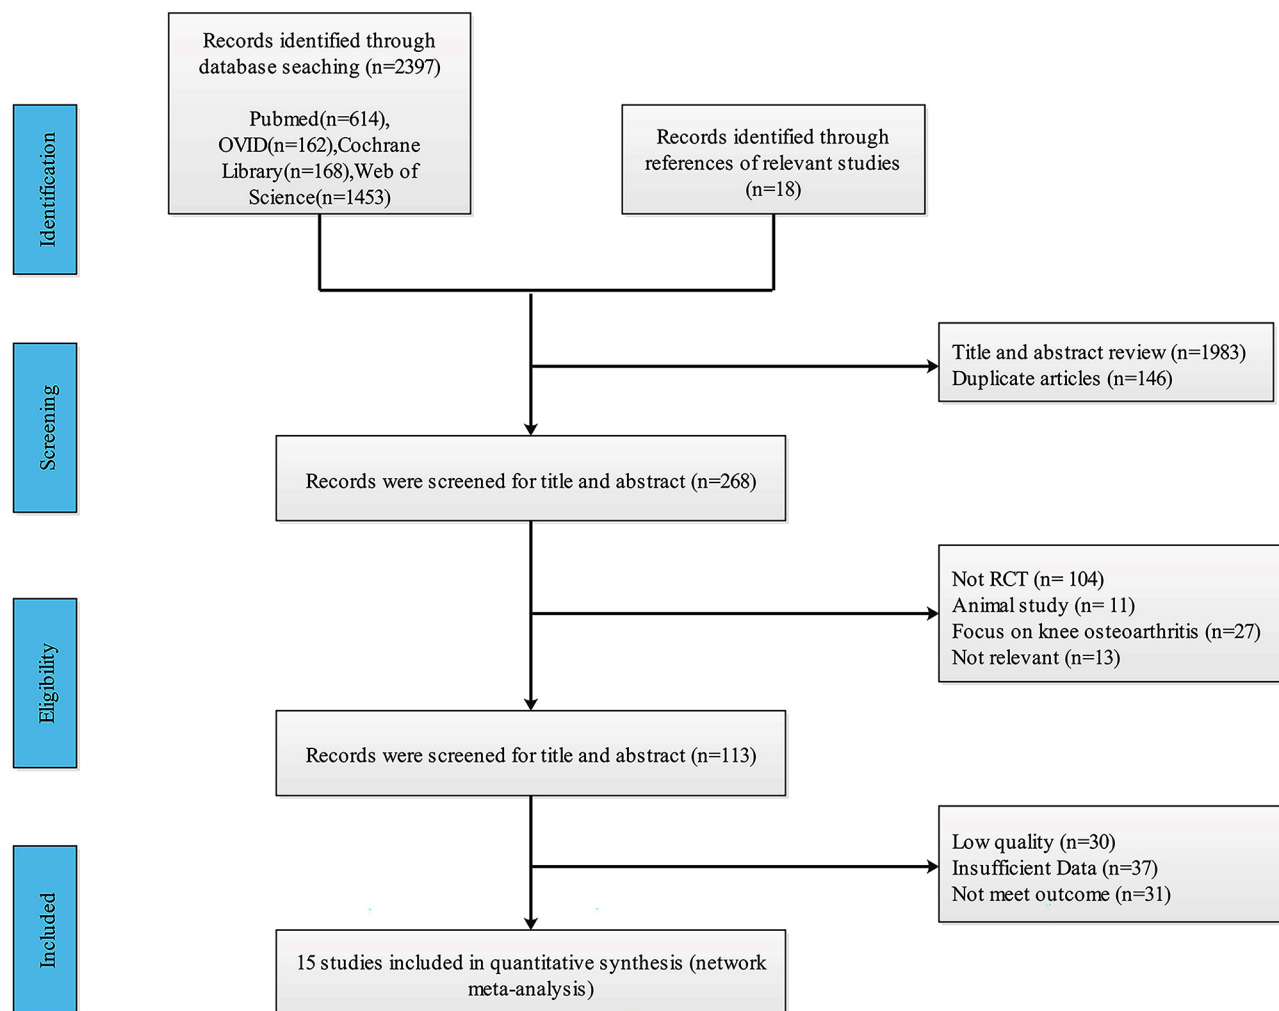 Records identified through
database seaching (n=2397)
Pubmed(n=614),
OVID(n=162),Cochrane
Library(n=168),Web of
Science(n=1453)
Records identified through
references of relevant studies
(n=18)
Identification
Title and abstract review (n=1983)
Duplicate articles (n=146)
Screening
Records were screened for title and abstract (n=268)
Not RCT (n= 104)
Animal study (n= 11)
Focus on knee osteoarthritis (n=27)
Not relevant (n=13)
Eligibility
Records were screened for title and abstract (n=113)
Low quality (n=30)
Insufficient Data (n=37)
Not meet outcome (n=31)
Included
15 studies included in quantitative synthesis (network
meta-analysis)